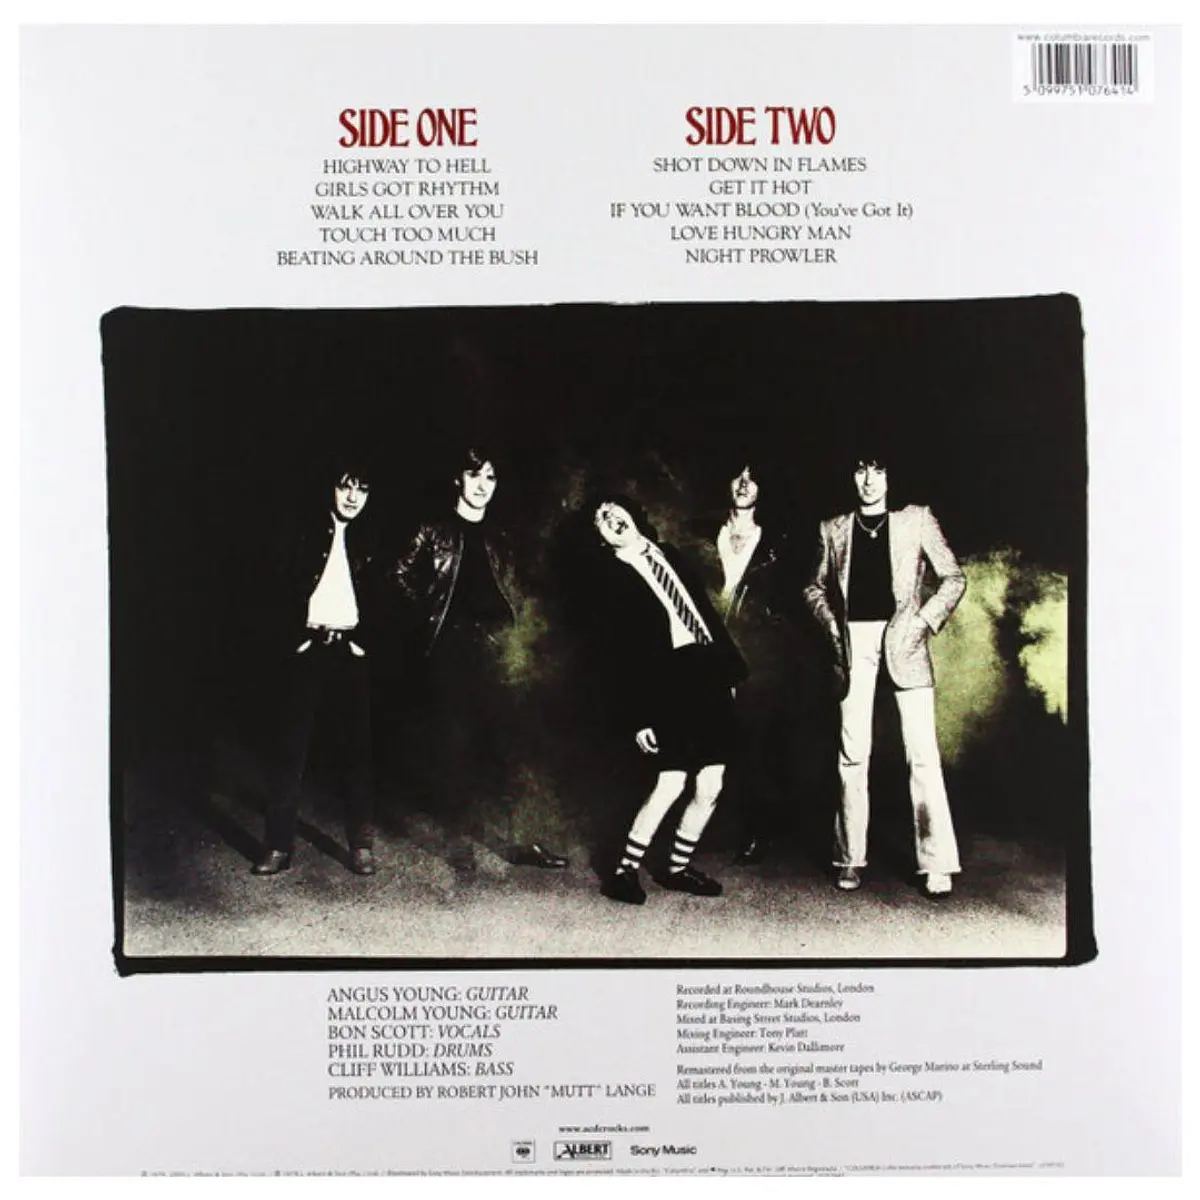 www.columbiarecords.com
5 099751 076414
SIDE ONE
HIGHWAY TO HELL
GIRLS GOT RHYTHM
WALK ALL OVER YOU
TOUCH TOO MUCH
BEATING AROUND THE BUSH
SIDE TWO
SHOT DOWN IN FLAMES
GET IT HOT
IF YOU WANT BLOOD (You've Got It)
LOVE HUNGRY MAN
NIGHT PROWLER
ANGUS YOUNG: GUITAR
MALCOLM YOUNG: GUITAR
BON SCOTT: VOCALS
PHIL RUDD: DRUMS
CLIFF WILLIAMS: BASS
PRODUCED BY ROBERT JOHN "MUTT" LANGE
Recorded at Roundhouse Studios, London
Recording Engineer: Mark Dearnley
Mixed at Basing Street Studios, London
Mixing Engineer: Tony Platt
Assistant Engineer: Kevin Dallimore
Remastered from the original master tapes by George Marino at Sterling Sound
All titles A. Young - M. Young - B. Scott
All titles published by J. Albert & Son (USA) Inc. (ASCAP)
www.acdcrocks.com
ALBERT
Sony Music